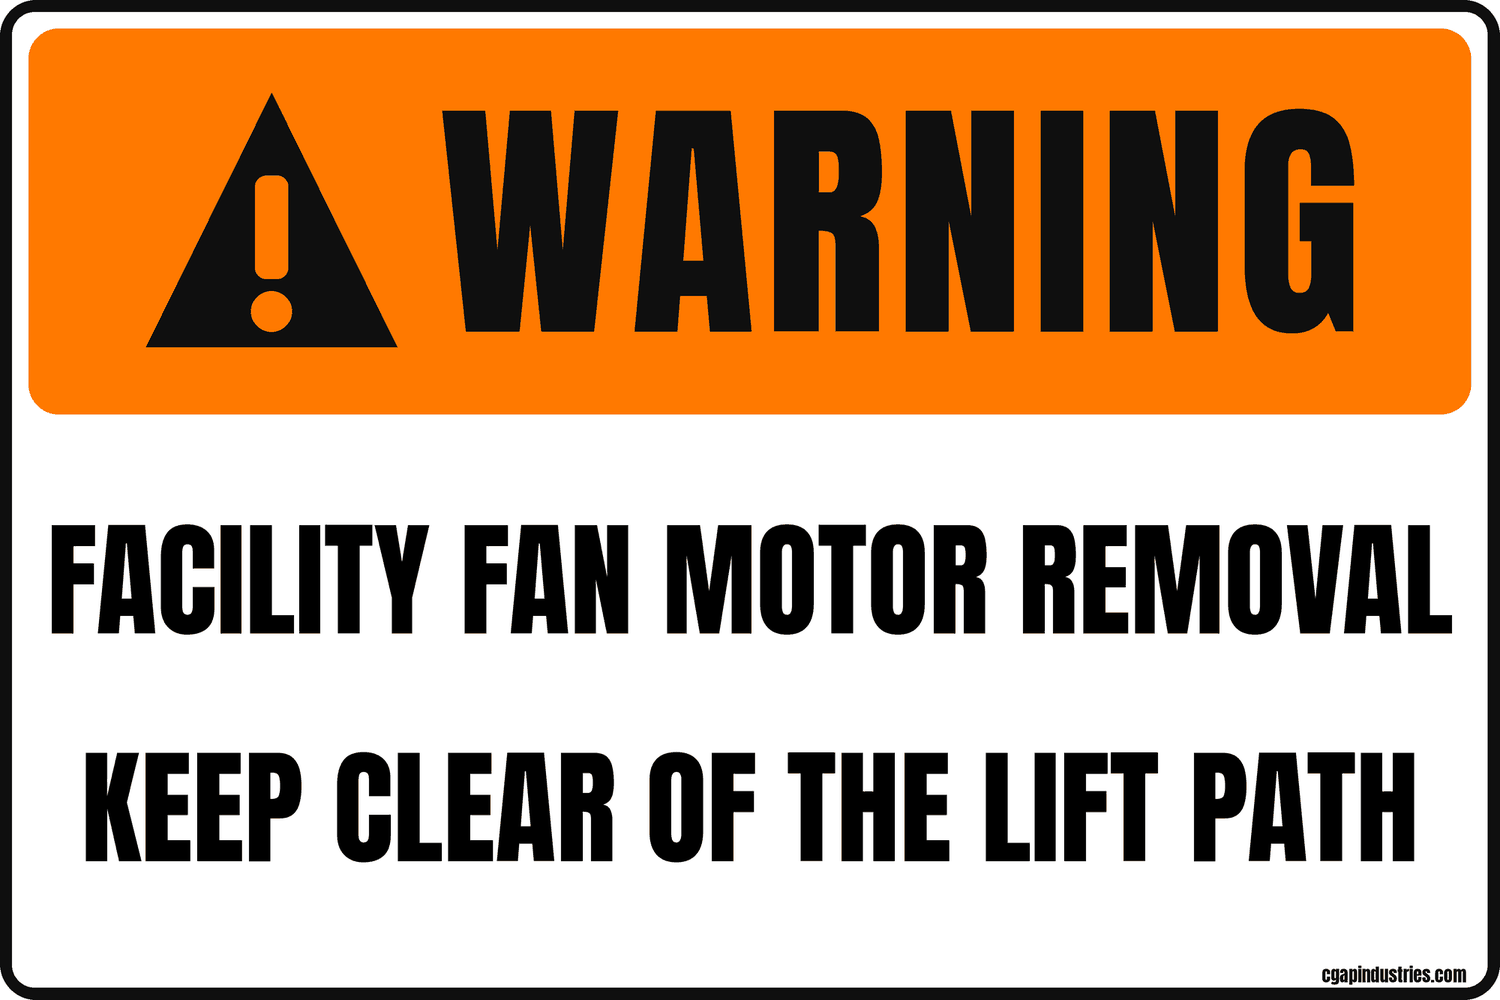 WARNING
FACILITY FAN MOTOR REMOVAL
KEEP CLEAR OF THE LIFT PATH
cgapindustries.com